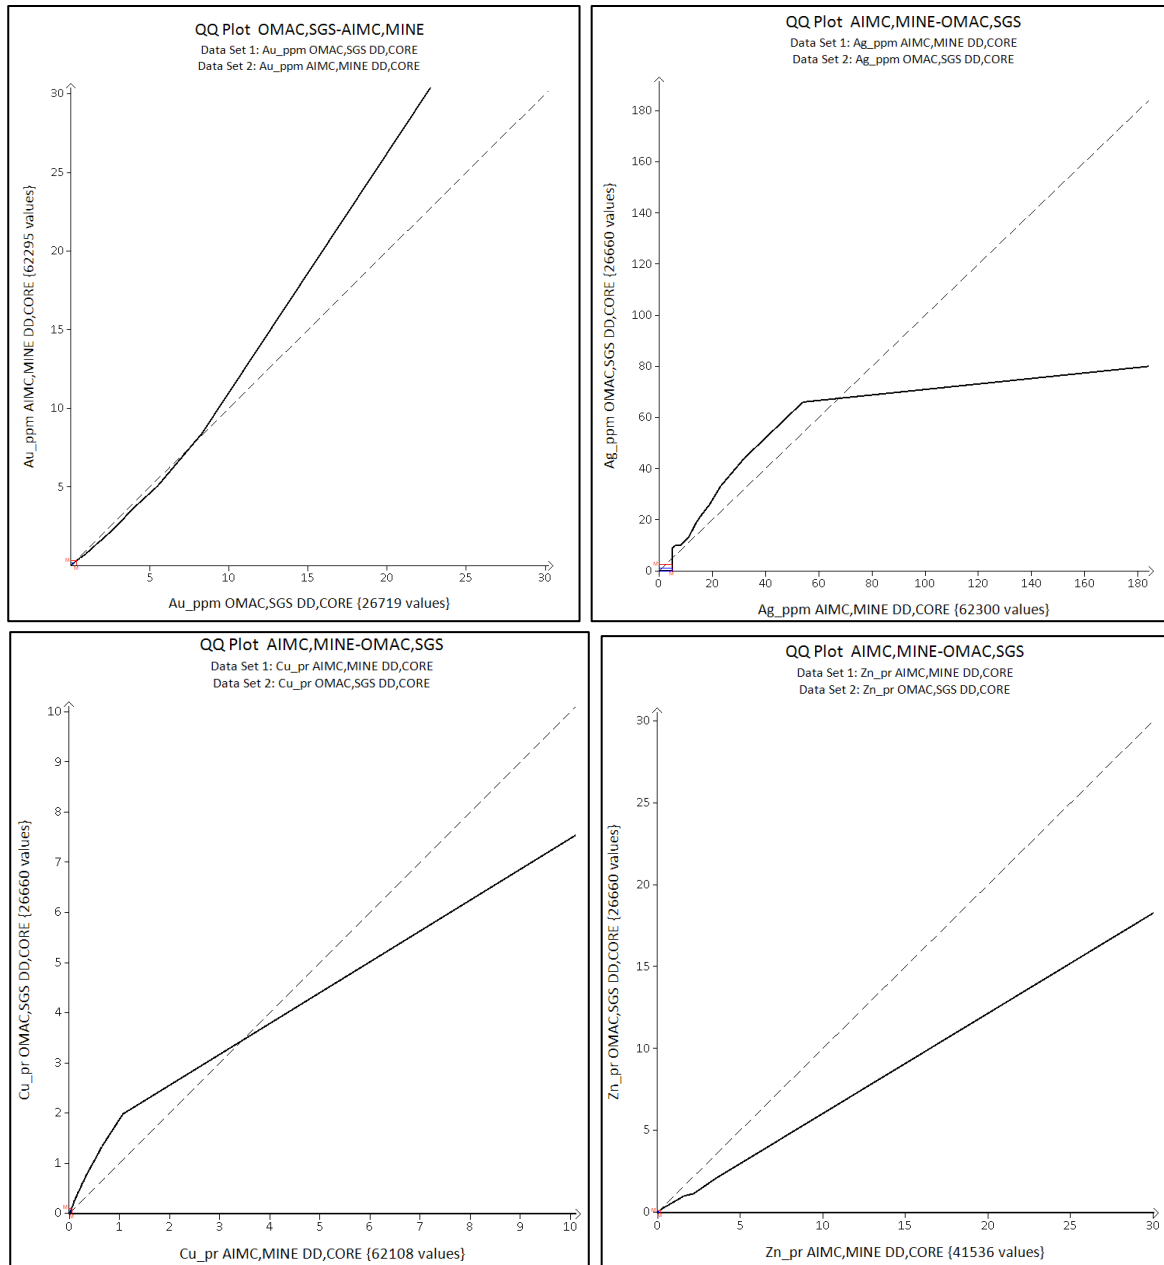 QQ Plot OMAC,SGS-AIMC,MINE
Data Set 1: Au_ppm OMAC,SGS DD,CORE
Data Set 2: Au_ppm AIMC,MINE DD,CORE
30
25
20
15
10
5
Au_ppm AIMC,MINE DD,CORE {62295 values}
5
10
15
20
25
30
Au_ppm OMAC,SGS DD,CORE {26719 values}
M
M
QQ Plot AIMC,MINE-OMAC,SGS
Data Set 1: Ag_ppm AIMC,MINE DD,CORE
Data Set 2: Ag_ppm OMAC,SGS DD,CORE
180
160
140
120
100
80
60
40
20
0
Ag_ppm OMAC,SGS DD,CORE {26660 values}
0
20
40
60
80
100
120
140
160
180
Ag_ppm AIMC,MINE DD,CORE {62300 values}
M
M
QQ Plot AIMC,MINE-OMAC,SGS
Data Set 1: Cu_pr AIMC,MINE DD,CORE
Data Set 2: Cu_pr OMAC,SGS DD,CORE
10
9
8
7
6
5
4
3
2
1
0
Cu_pr OMAC,SGS DD,CORE {26660 values}
0
1
2
3
4
5
6
7
8
9
10
Cu_pr AIMC,MINE DD,CORE {62108 values}
M
M
QQ Plot AIMC,MINE-OMAC,SGS
Data Set 1: Zn_pr AIMC,MINE DD,CORE
Data Set 2: Zn_pr OMAC,SGS DD,CORE
30
25
20
15
10
5
0
Zn_pr OMAC,SGS DD,CORE {26660 values}
0
5
10
15
20
25
30
Zn_pr AIMC,MINE DD,CORE {41536 values}
M
M